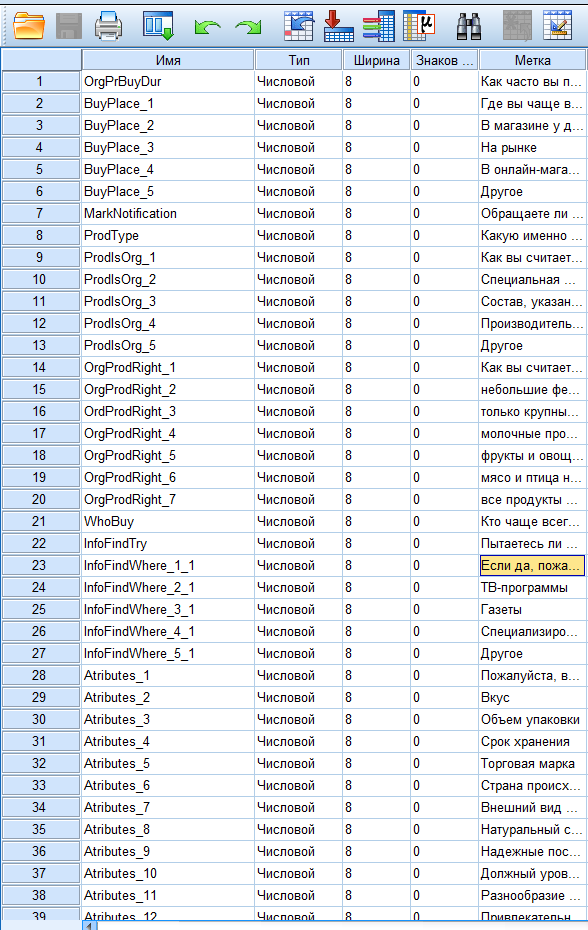 Имя Тип Ширина Знаков ... Метка
1 OrgPrBuyDur Числовой 8 0 Как часто вы п...
2 BuyPlace_1 Числовой 8 0 Где вы чаще в...
3 BuyPlace_2 Числовой 8 0 В магазине у д...
4 BuyPlace_3 Числовой 8 0 На рынке
5 BuyPlace_4 Числовой 8 0 В онлайн-мага...
6 BuyPlace_5 Числовой 8 0 Другое
7 MarkNotification Числовой 8 0 Обращаете ли ...
8 ProdType Числовой 8 0 Какую именно ...
9 ProdIsOrg_1 Числовой 8 0 Как вы считает...
10 ProdIsOrg_2 Числовой 8 0 Специальная ...
11 ProdIsOrg_3 Числовой 8 0 Состав, указан...
12 ProdIsOrg_4 Числовой 8 0 Производитель...
13 ProdIsOrg_5 Числовой 8 0 Другое
14 OrgProdRight_1 Числовой 8 0 Как вы считает...
15 OrgProdRight_2 Числовой 8 0 небольшие фе...
16 OrgProdRight_3 Числовой 8 0 только крупны...
17 OrgProdRight_4 Числовой 8 0 молочные про...
18 OrgProdRight_5 Числовой 8 0 фрукты и овощ...
19 OrgProdRight_6 Числовой 8 0 мясо и птица н...
20 OrgProdRight_7 Числовой 8 0 все продукты ...
21 WhoBuy Числовой 8 0 Кто чаще всег...
22 InfoFindTry Числовой 8 0 Пытаетесь ли ...
23 InfoFindWhere_1_1 Числовой 8 0 Если да, пожа...
24 InfoFindWhere_2_1 Числовой 8 0 ТВ-программы
25 InfoFindWhere_3_1 Числовой 8 0 Газеты
26 InfoFindWhere_4_1 Числовой 8 0 Специализиро...
27 InfoFindWhere_5_1 Числовой 8 0 Другое
28 Atributes_1 Числовой 8 0 Пожалуйста, в...
29 Atributes_2 Числовой 8 0 Вкус
30 Atributes_3 Числовой 8 0 Объем упаковки
31 Atributes_4 Числовой 8 0 Срок хранения
32 Atributes_5 Числовой 8 0 Торговая марка
33 Atributes_6 Числовой 8 0 Страна происх...
34 Atributes_7 Числовой 8 0 Внешний вид ...
35 Atributes_8 Числовой 8 0 Натуральный с...
36 Atributes_9 Числовой 8 0 Надежные пос...
37 Atributes_10 Числовой 8 0 Должный уров...
38 Atributes_11 Числовой 8 0 Разнообразие ...
39 Atributes_12 Числовой 8 0 Привлекательн...